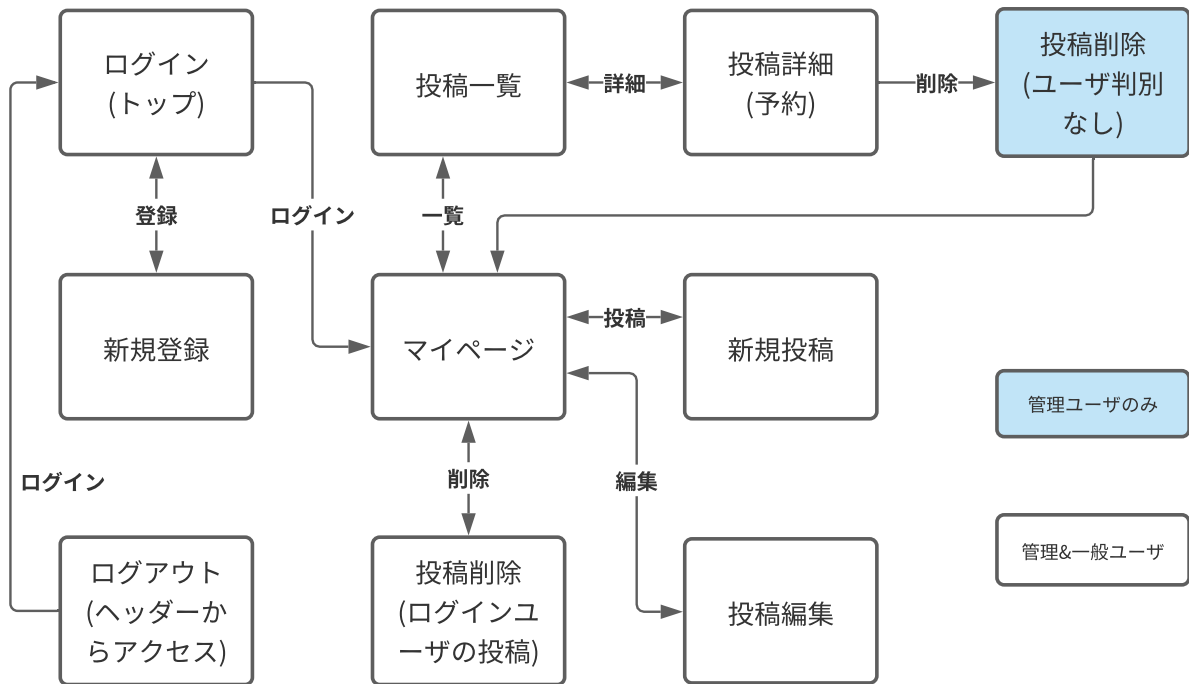 ログイン
(トップ)
投稿一覧
詳細
投稿詳細
(予約)
削除
投稿削除
(ユーザ判別
なし)
登録
ログイン
一覧
新規登録
マイページ
投稿
新規投稿
管理ユーザのみ
ログイン
削除
編集
ログアウト
(ヘッダーか
らアクセス)
投稿削除
(ログインユ
ーザの投稿)
投稿編集
管理&一般ユーザ